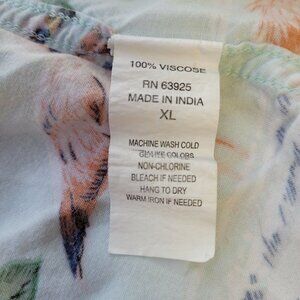 100% VISCOSE
RN 63925
MADE IN INDIA
XL
MACHINE WASH COLD
COLORS
NON-CHLORINE
BLEACH IF NEEDED
HANG TO DRY
WARM IRON IF NEEDED